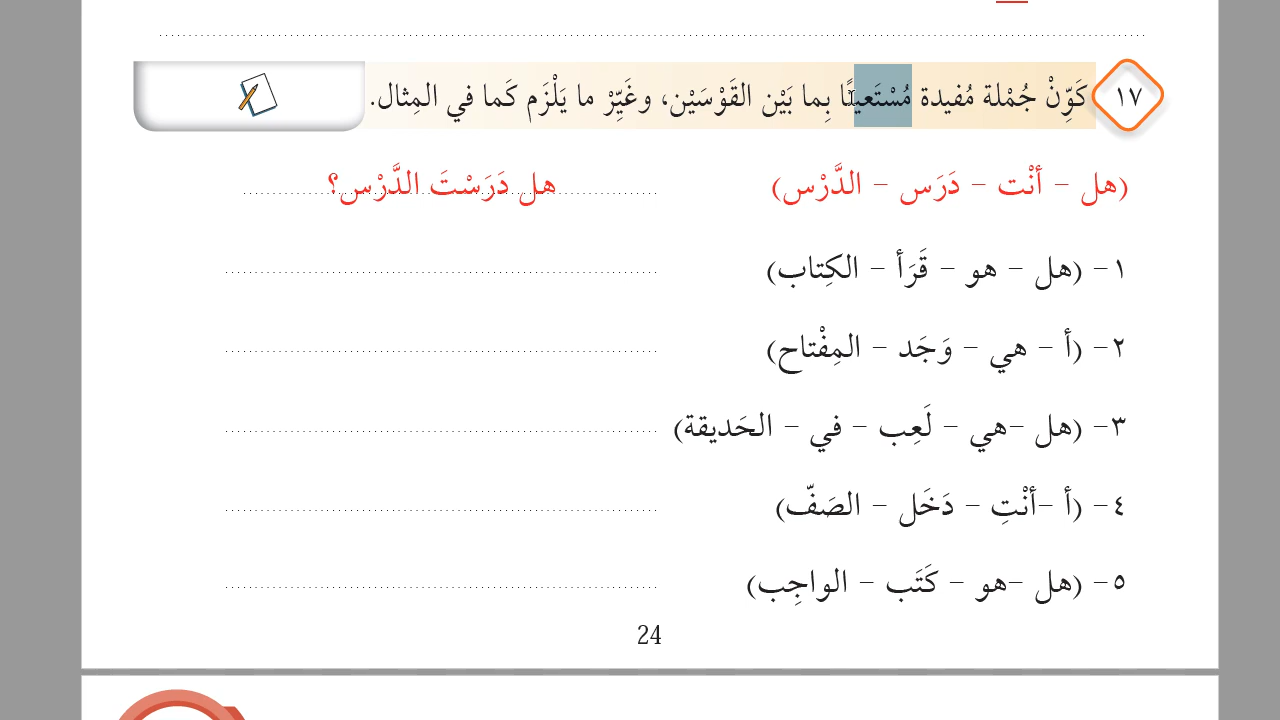 ١٧ كَوِّنْ جُمْلة مُفيدة مُسْتَعينًا بِما بَيْن القَوْسَيْن، وغَيِّرْ ما يَلْزَم كَما في المِثال.
(هل – أنْت – دَرَس – الدَّرْس) هل دَرَسْتَ الدَّرْس؟
١- (هل – هو – قَرَأ – الكِتاب)
٢- (أ – هي – وَجَد – المِفْتاح)
٣- (هل –هي – لَعِب – في – الحَديقة)
٤- (أ –أنْتِ – دَخَل – الصَفّ)
٥- (هل –هو – كَتَب – الواجِب)
24